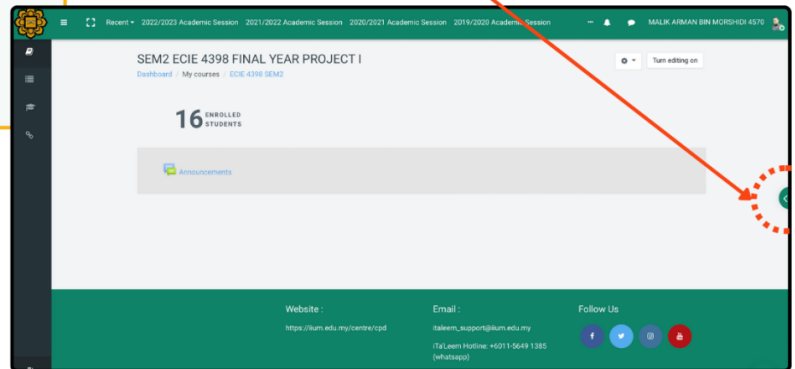 Recent 2022/2023 Academic Session 2021/2022 Academic Session 2020/2021 Academic Session 2019/2020 Academic Session MALIK ARMAN BIN MORSHIDI 4570
SEM2 ECIE 4398 FINAL YEAR PROJECT I
Turn editing on
Dashboard / My courses / ECIE 4398 SEM2
16 ENROLLED
STUDENTS
Announcements
Website :
https://iium.edu.my/centre/cpd
Email :
italeem_support@iium.edu.my
iTa'Leem Hotline: +6011-5649 1385
(whatsapp)
Follow Us